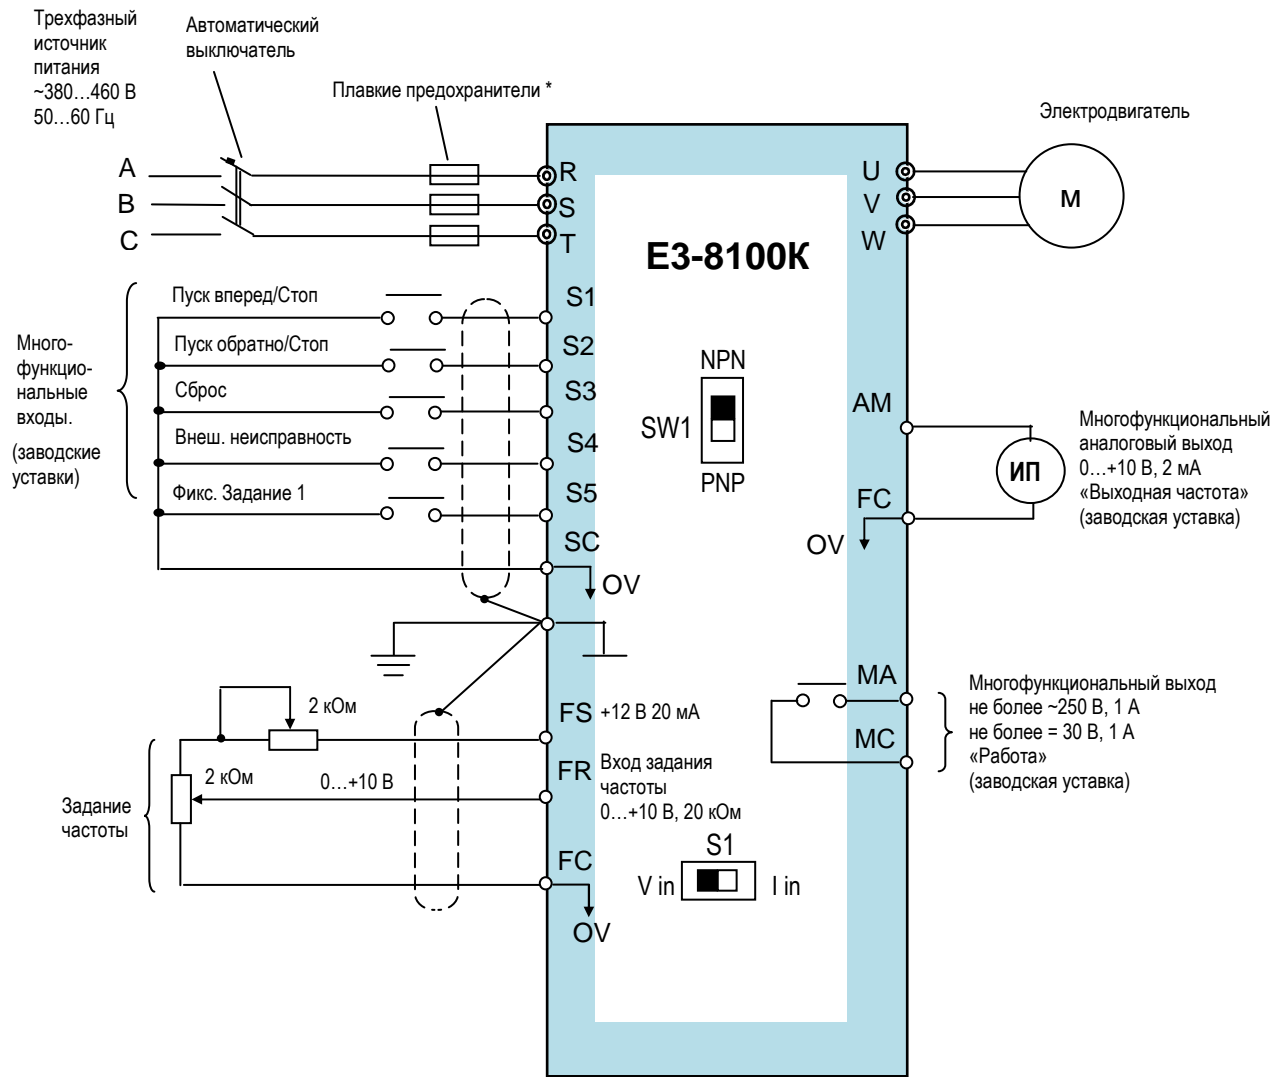 Трехфазный
источник
питания
~380…460 В
50…60 Гц
Автоматический
выключатель
Плавкие предохранители *
Электродвигатель
A
B
C
R
S
T
U
V
W
М
Е3-8100К
Много-
функцио-
нальные
входы.
(заводские
уставки)
Пуск вперед/Стоп
S1
Пуск обратно/Стоп
S2
Сброс
S3
Внеш. неисправность
S4
Фикс. Задание 1
S5
SC
OV
NPN
SW1
PNP
AM
ИП
FC
OV
Многофункциональный
аналоговый выход
0…+10 В, 2 мА
«Выходная частота»
(заводская уставка)
MA
MC
Многофункциональный выход
не более ~250 В, 1 А
не более = 30 В, 1 А
«Работа»
(заводская уставка)
2 кОм
FS +12 В 20 мА
Задание
частоты
2 кОм
0…+10 В
FR
Вход задания
частоты
0…+10 В, 20 кОм
FC
OV
S1
V in
I in